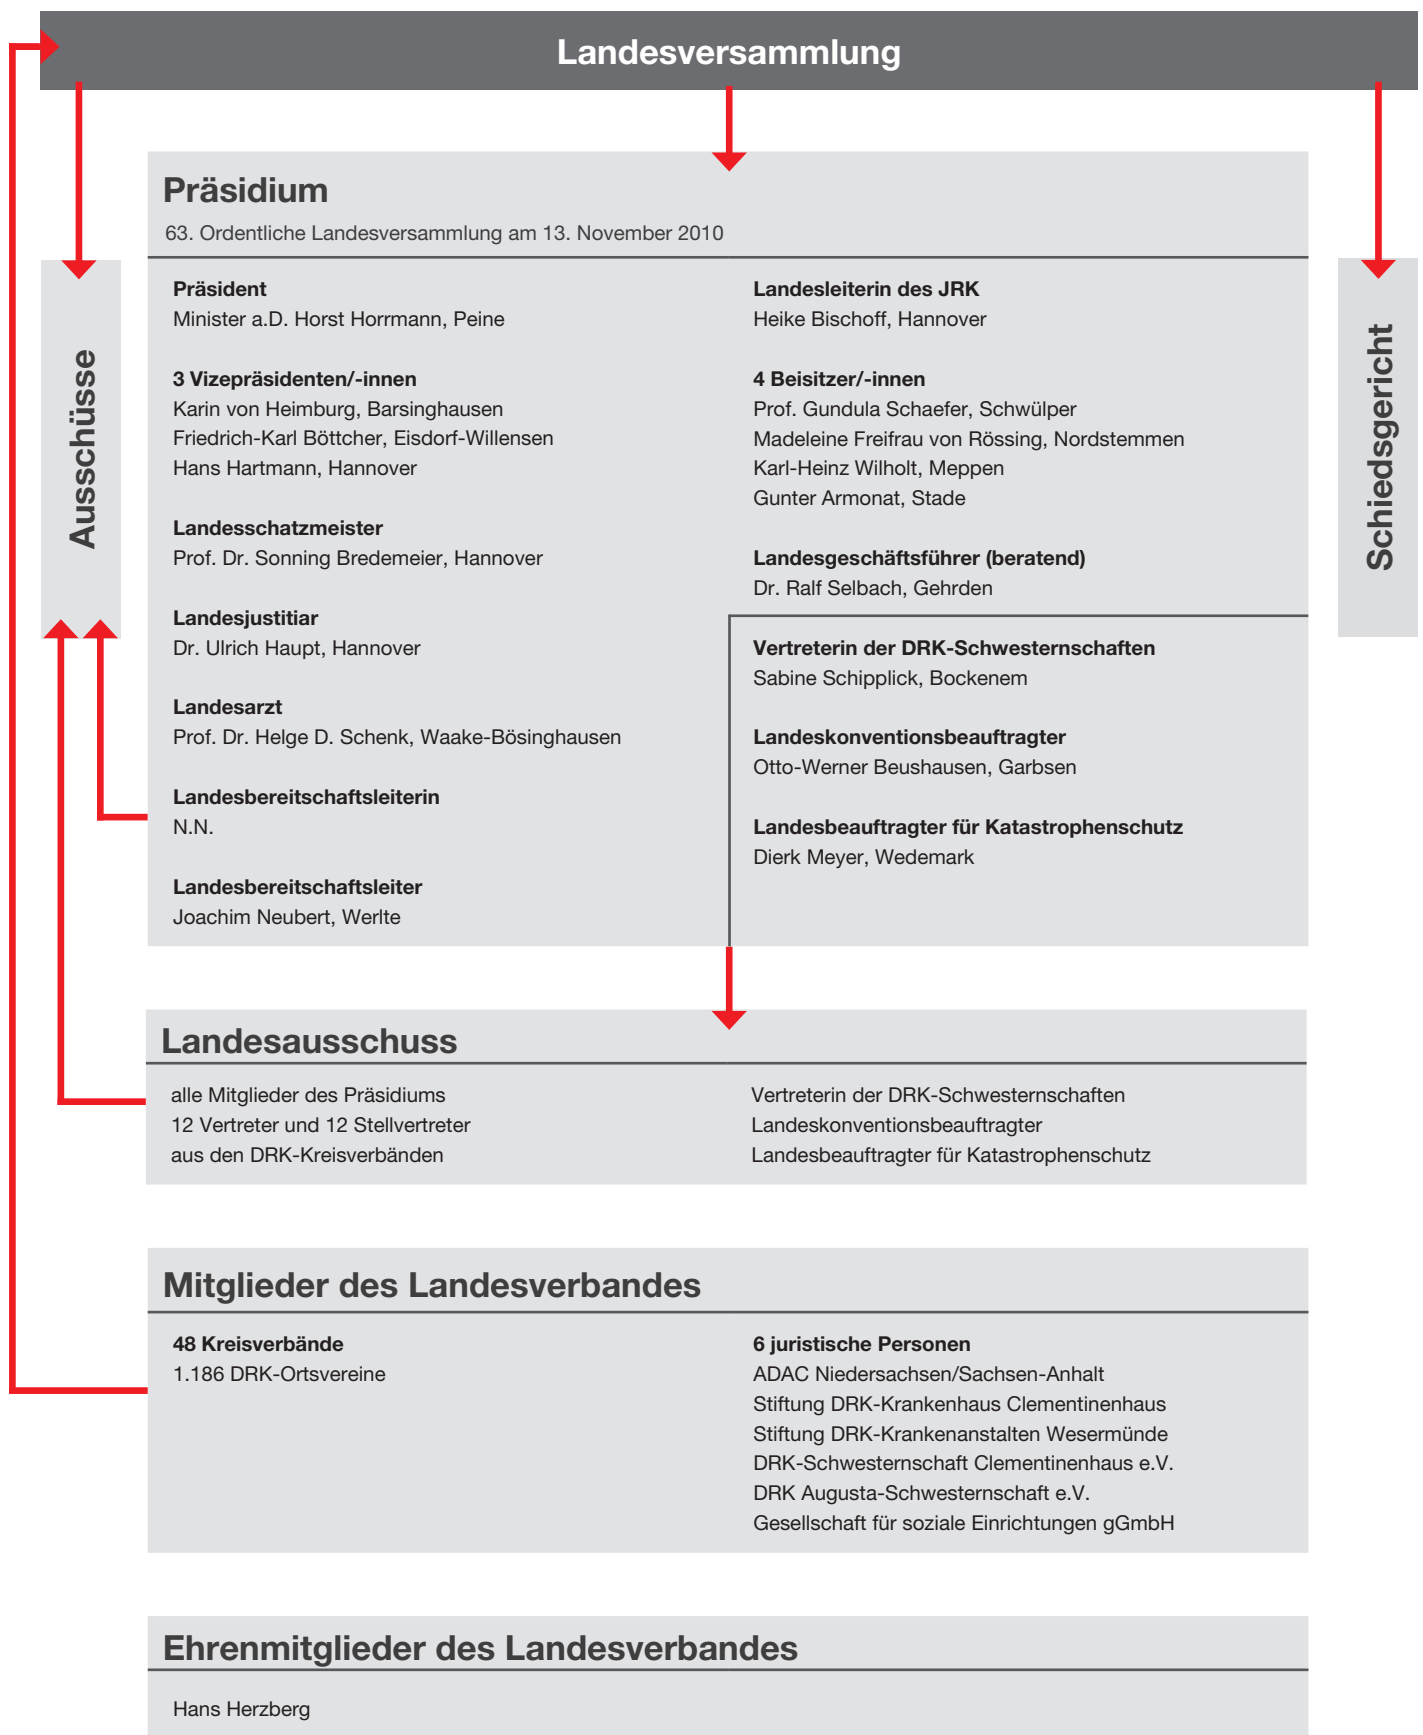 Landesversammlung
Präsidium
63. Ordentliche Landesversammlung am 13. November 2010
Präsident
Minister a.D. Horst Horrmann, Peine
3 Vizepräsidenten/-innen
Karin von Heimburg, Barsinghausen
Friedrich-Karl Böttcher, Eisdorf-Willensen
Hans Hartmann, Hannover
Landesschatzmeister
Prof. Dr. Sonning Bredemeier, Hannover
Landesjustitiar
Dr. Ulrich Haupt, Hannover
Landesarzt
Prof. Dr. Helge D. Schenk, Waake-Bösinghausen
Landesbereitschaftsleiterin
N.N.
Landesbereitschaftsleiter
Joachim Neubert, Werlte
Landesleiterin des JRK
Heike Bischoff, Hannover
4 Beisitzer/-innen
Prof. Gundula Schaefer, Schwülper
Madeleine Freifrau von Rössing, Nordstemmen
Karl-Heinz Wilholt, Meppen
Gunter Armonat, Stade
Landesgeschäftsführer (beratend)
Dr. Ralf Selbach, Gehrden
Vertreterin der DRK-Schwesternschaften
Sabine Schipplick, Bockenem
Landeskonventionsbeauftragter
Otto-Werner Beushausen, Garbsen
Landesbeauftragter für Katastrophenschutz
Dierk Meyer, Wedemark
Ausschüsse
Schiedsgericht
Landesausschuss
alle Mitglieder des Präsidiums
12 Vertreter und 12 Stellvertreter
aus den DRK-Kreisverbänden
Vertreterin der DRK-Schwesternschaften
Landeskonventionsbeauftragter
Landesbeauftragter für Katastrophenschutz
Mitglieder des Landesverbandes
48 Kreisverbände
1.186 DRK-Ortsvereine
6 juristische Personen
ADAC Niedersachsen/Sachsen-Anhalt
Stiftung DRK-Krankenhaus Clementinenhaus
Stiftung DRK-Krankenanstalten Wesermünde
DRK-Schwesternschaft Clementinenhaus e.V.
DRK Augusta-Schwesternschaft e.V.
Gesellschaft für soziale Einrichtungen gGmbH
Ehrenmitglieder des Landesverbandes
Hans Herzberg